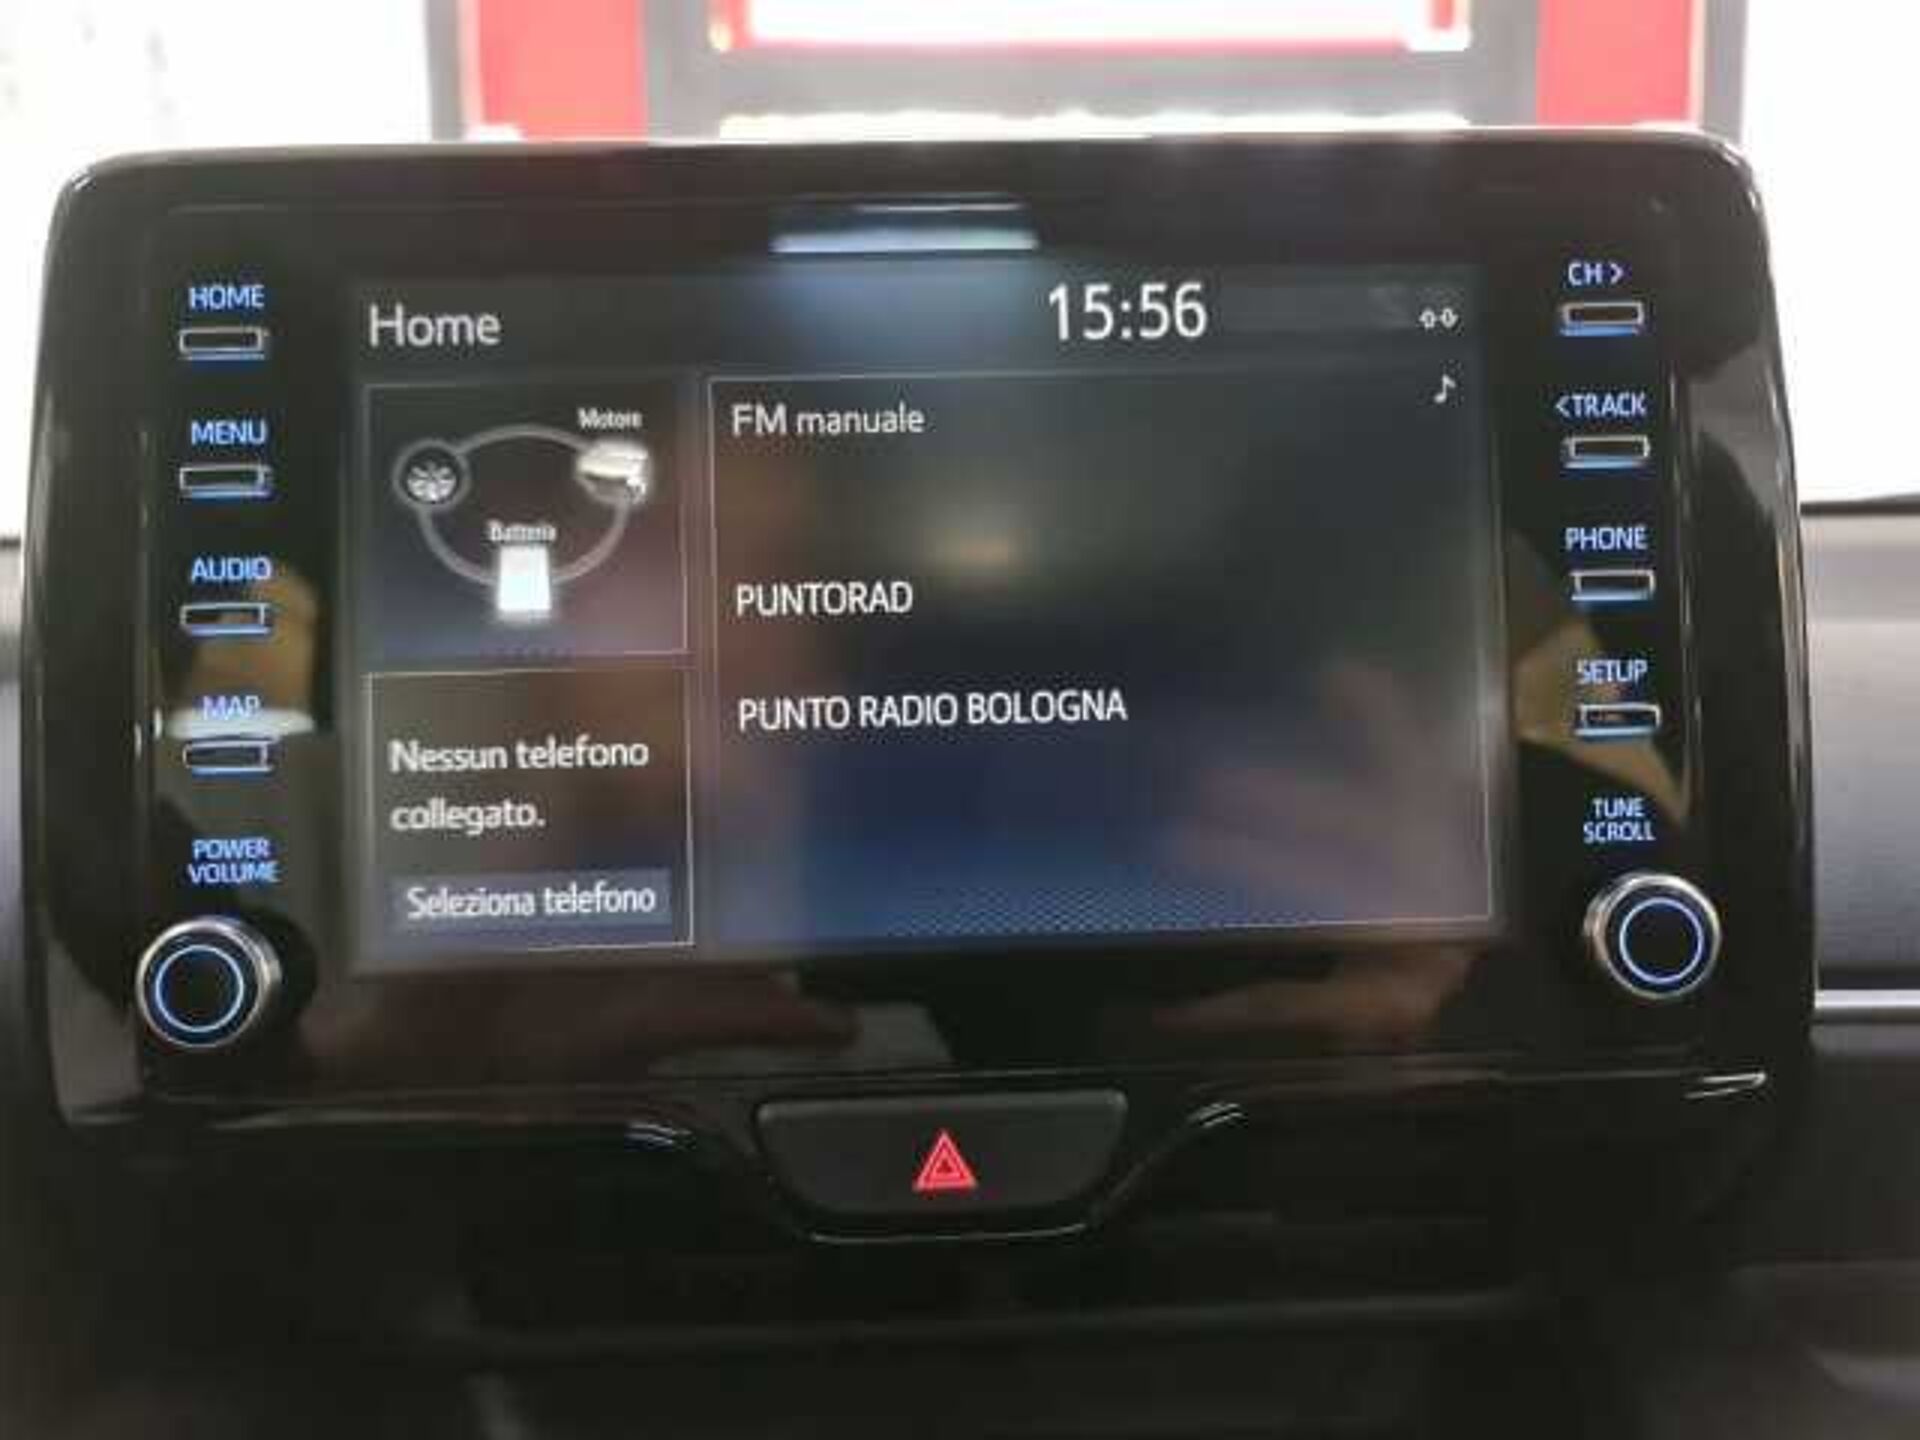 HOME
MENU
AUDIO
MAP
POWER
VOLUME
Home
15:56
Motore
Batteria
FM manuale
PUNTORAD
PUNTO RADIO BOLOGNA
Nessun telefono
collegato.
Seleziona telefono
CH >
<TRACK
PHONE
SETUP
TUNE
SCROLL